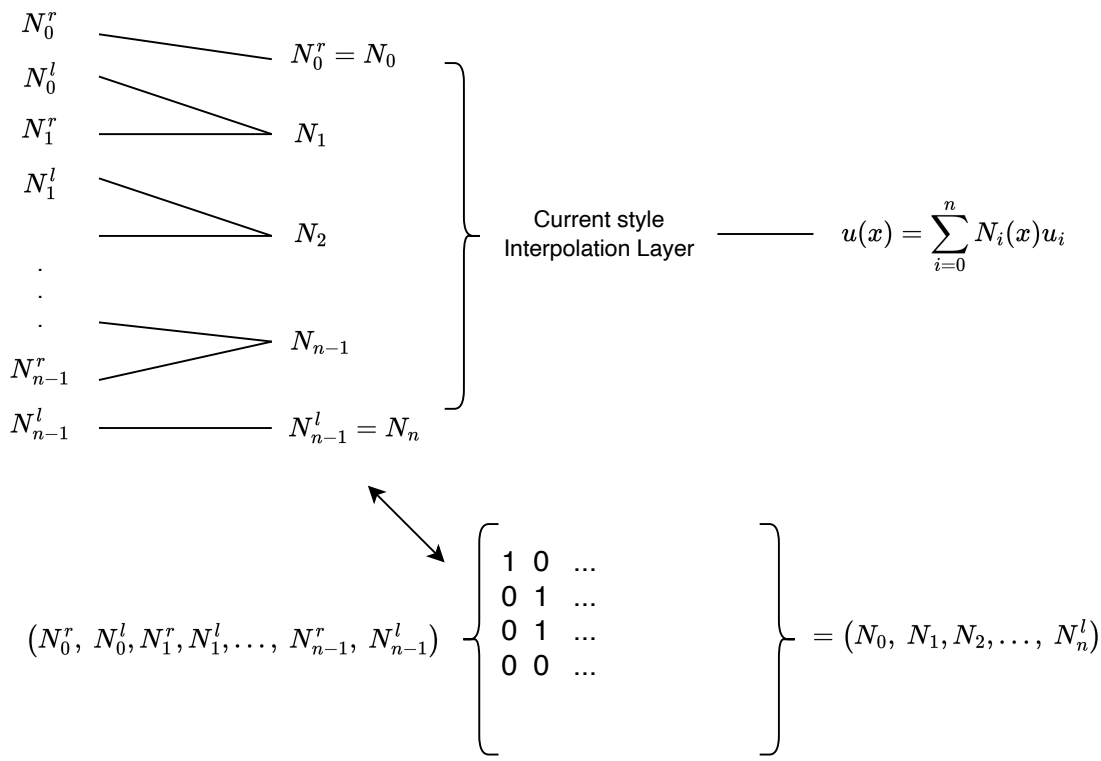 N_0^r
N_0^l
N_1^r
N_1^l
.
.
.
N_{n-1}^r
N_{n-1}^l
N_0^r = N_0
N_1
N_2
N_{n-1}
N_{n-1}^l = N_n
Current style
Interpolation Layer
u(x) = \sum_{i=0}^{n} N_i(x)u_i
(N_0^r, N_0^l, N_1^r, N_1^l, ..., N_{n-1}^r, N_{n-1}^l)
1 0 ...
0 1 ...
0 1 ...
0 0 ...
= (N_0, N_1, N_2, ..., N_n^l)